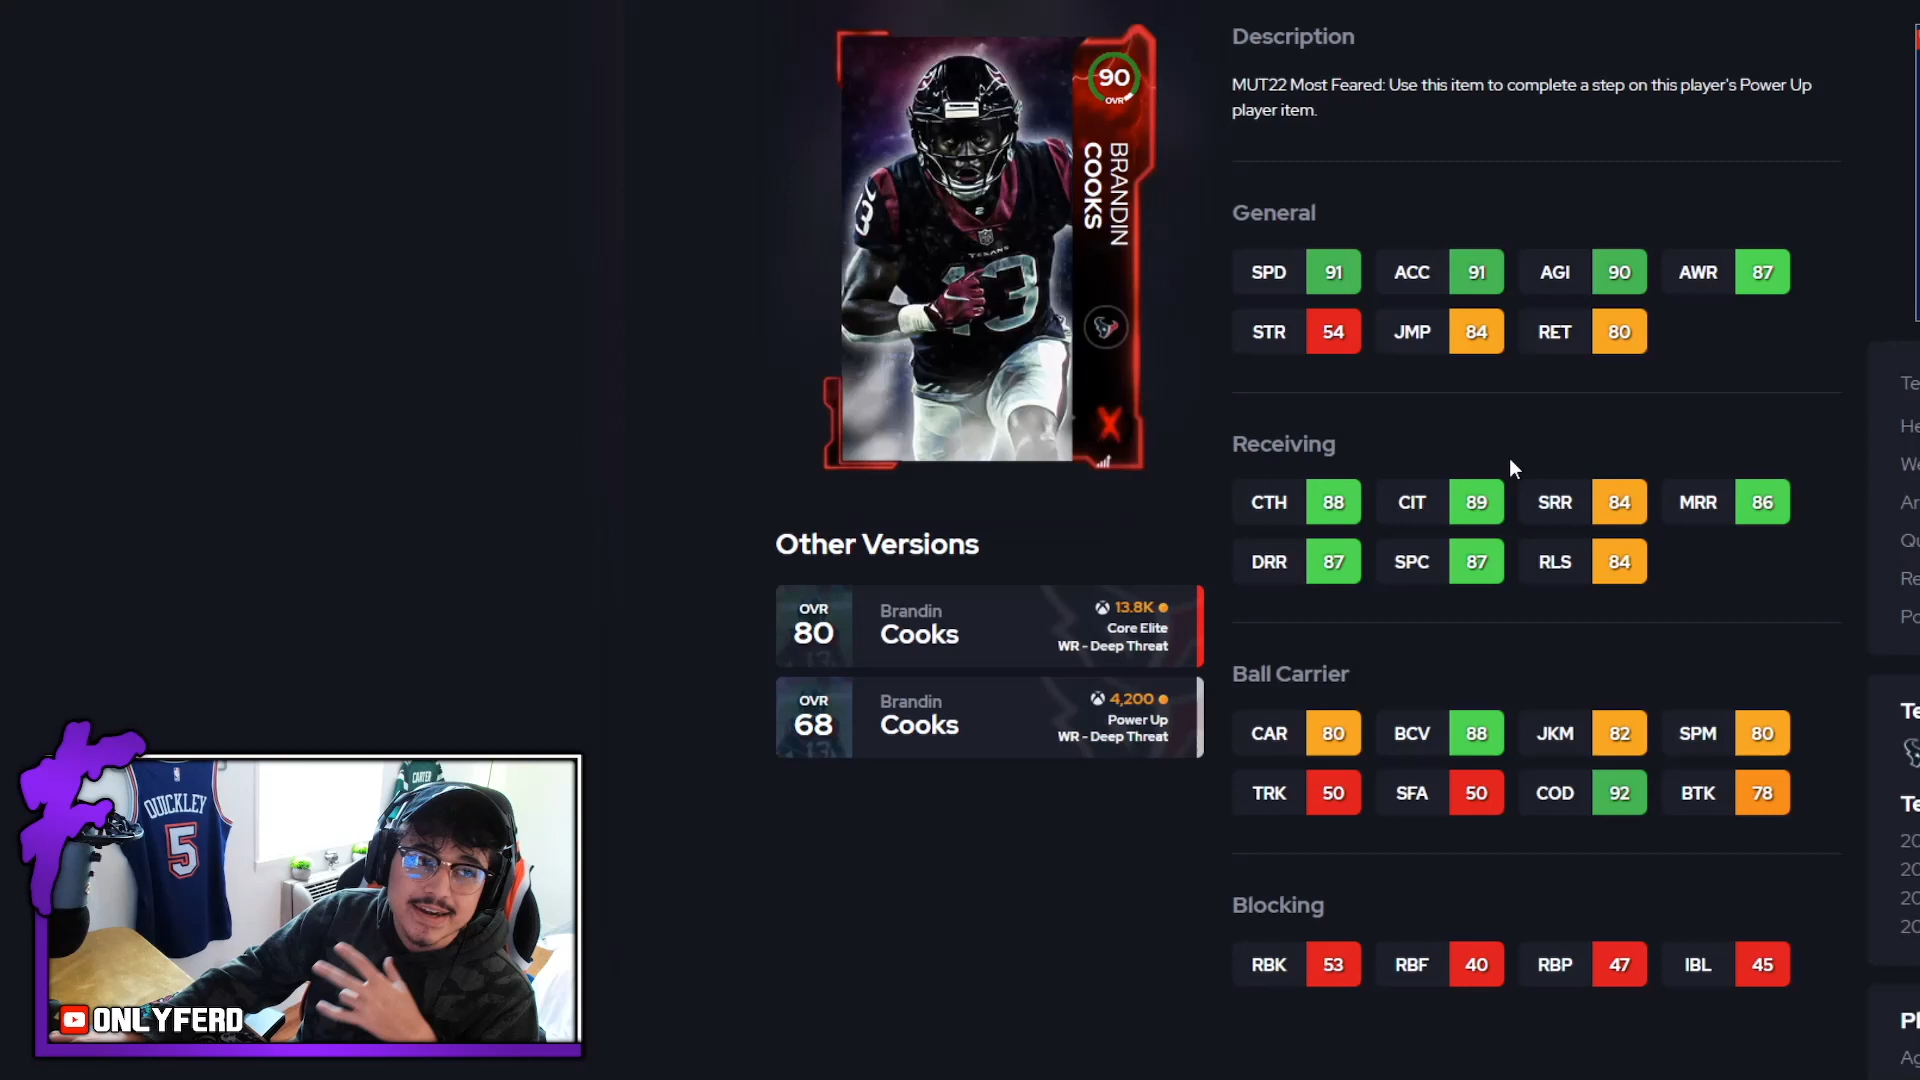 90
OVR
BRANDIN
COOKS
TEXANS
13
Description
MUT22 Most Feared: Use this item to complete a step on this player's Power Up
player item.
General
SPD 91 ACC 91 AGI 90 AWR 87
STR 54 JMP 84 RET 80
Receiving
CTH 88 CIT 89 SRR 84 MRR 86
DRR 87 SPC 87 RLS 84
Ball Carrier
CAR 80 BCV 88 JKM 82 SPM 80
TRK 50 SFA 50 COD 92 BTK 78
Blocking
RBK 53 RBF 40 RBP 47 IBL 45
Other Versions
OVR
80
Brandin
Cooks
13.8K
Core Elite
WR - Deep Threat
OVR
68
Brandin
Cooks
4,200
Power Up
WR - Deep Threat
CARTER
QUICKLEY
5
ONLYFERD